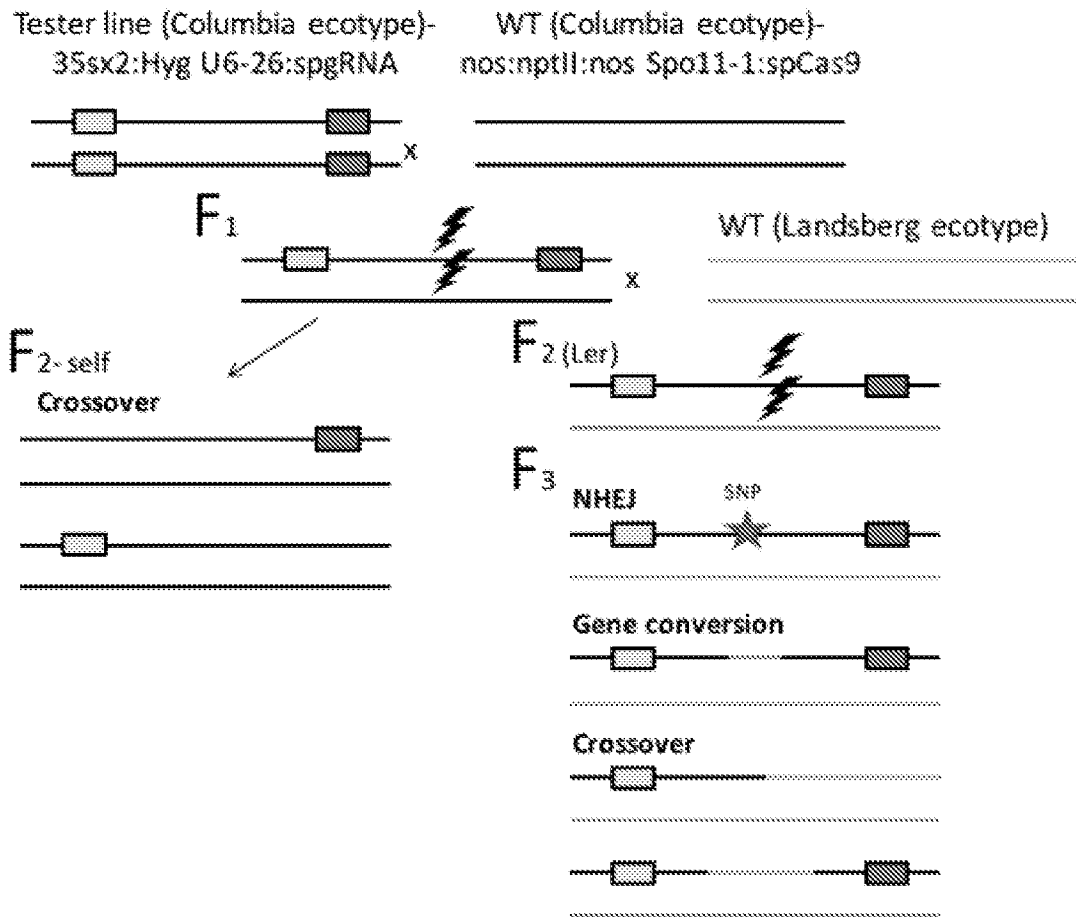 Tester line (Columbia ecotype)-
35sx2:Hyg U6-26:spgRNA
WT (Columbia ecotype)-
nos:nptII:nos Spo11-1:spCas9
x
F1
WT (Landsberg ecotype)
x
F2- self
Crossover
F2 (Ler)
F3
NHEJ
SNP
Gene conversion
Crossover